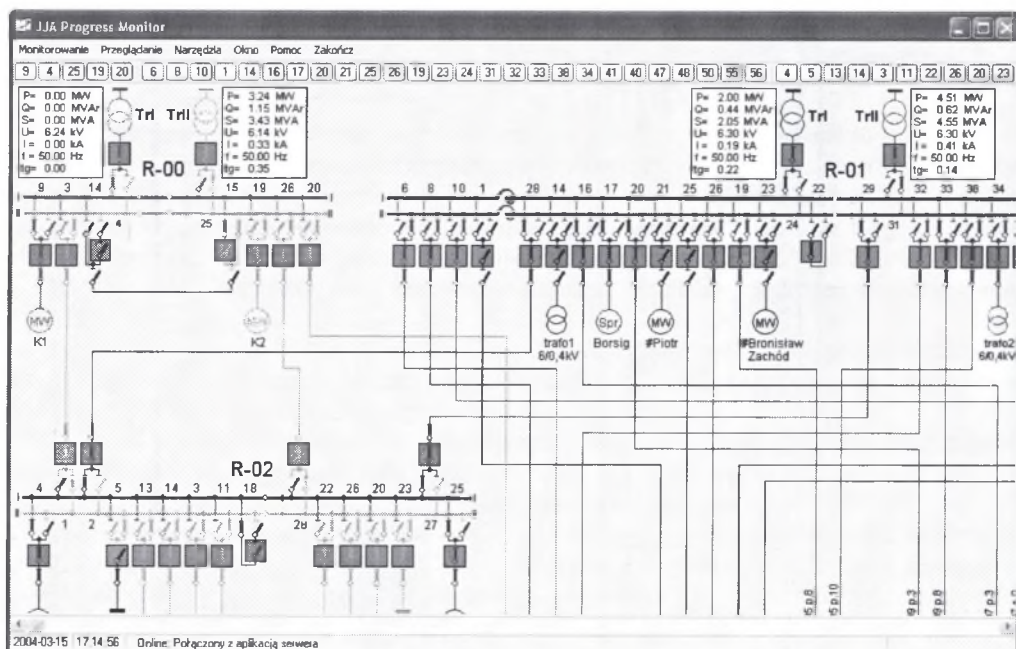 JJA Progress Monitor
Monitorowanie Przeglądanie Narzędzia Okno Pomoc Zakończ
9 4 25 19 20 6 8 10 1 14 16 17 20 21 25 26 19 23 24 31 32 33 38 34 41 40 47 48 50 55 56 4 5 13 14 3 11 22 26 20 23
P= 0.00 MW
Q= 0.00 MVAr
S= 0.00 MVA
U= 6.24 kV
I = 0.00 kA
f = 50.00 Hz
tg= 0.00
TrI TrII
P= 3.24 MW
Q= 1.15 MVAr
S= 3.43 MVA
U= 6.14 kV
I = 0.33 kA
f = 50.00 Hz
tg= 0.35
R-00
P= 2.00 MW
Q= 0.44 MVAr
S= 2.05 MVA
U= 6.30 kV
I = 0.19 kA
f = 50.00 Hz
tg= 0.22
TrI TrII
P= 4.51 MW
Q= 0.62 MVAr
S= 4.55 MVA
U= 6.30 kV
I = 0.41 kA
f = 50.00 Hz
tg= 0.14
R-01
9 3 14 15 19 26 20 6 8 10 1 28 14 16 17 20 21 25 26 19 23 22 29 32 33 38 34
4 25 24 31
MW MW Spr. MW MW
K1 K2 trafo1 Borsig #Piotr I#Bronisław trafo2
6/0,4kV Zachód 6/0,4kV
R-02
4 5 13 14 3 11 18 22 26 20 23 25
1 2 28 27
p.8
p.10
p.3
p.8
p.3
2004-03-15 17:14:56 Online: Połączony z aplikacją serwera